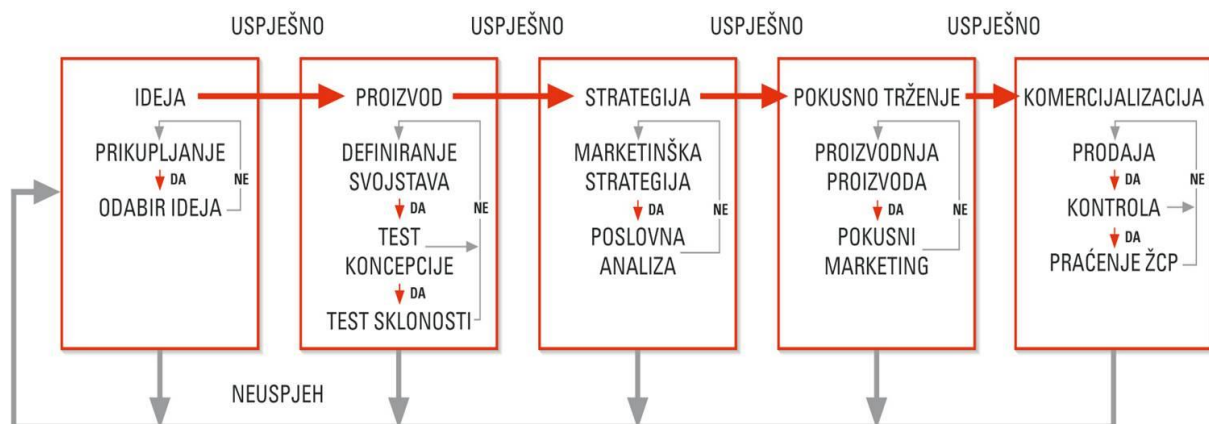 USPJEŠNO
USPJEŠNO
USPJEŠNO
USPJEŠNO
IDEJA
PRIKUPLJANJE
DA
NE
ODABIR IDEJA
PROIZVOD
DEFINIRANJE
SVOJSTAVA
DA
NE
TEST
KONCEPCIJE
DA
TEST SKLONOSTI
STRATEGIJA
MARKETINŠKA
STRATEGIJA
DA
NE
POSLOVNA
ANALIZA
POKUSNO TRŽENJE
PROIZVODNJA
PROIZVODA
DA
NE
POKUSNI
MARKETING
KOMERCIJALIZACIJA
PRODAJA
DA
NE
KONTROLA
DA
PRAĆENJE ŽCP
NEUSPJEH